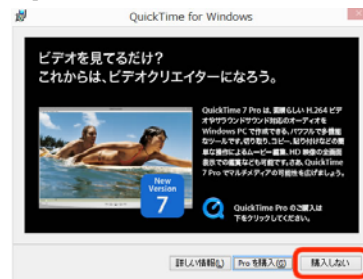 QuickTime for Windows
ビデオを見てるだけ?
これからは、ビデオクリエイターになろう。
QuickTime 7 Pro は、素晴らしい H.264 ビデ
オやサラウンドサウンド対応のオーディオを
Windows PC で作成できる、パワフルで多機能
なツールです。切り取り、コピー、貼り付けなどの簡
単な操作によるムービー編集、HD 映像の全画面
表示での鑑賞なども可能です。さあ、QuickTime
7 Pro でマルチメディアの可能性を広げましょう。
New
Version
7
QuickTime Pro のご購入は
下をクリックしてください。
詳しい情報(L)
Pro を購入(G)
購入しない